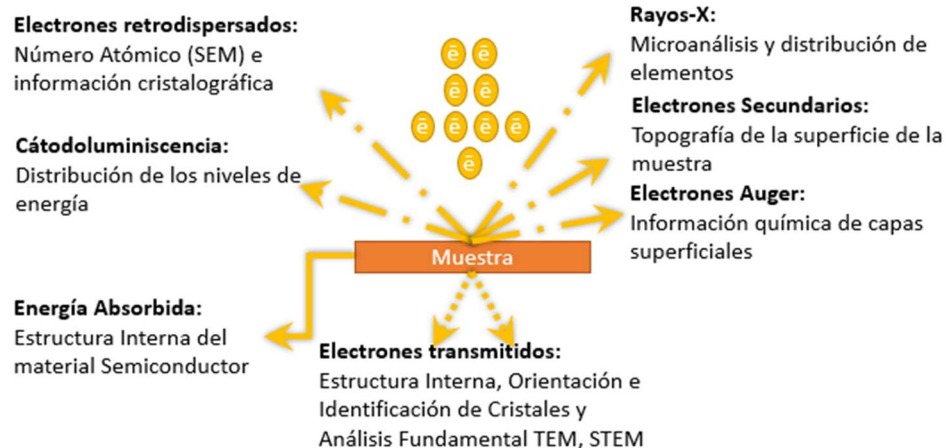 Electrones retrodispersados:
Número Atómico (SEM) e
información cristalográfica
Cátodoluminiscencia:
Distribución de los niveles de
energía
Energía Absorbida:
Estructura Interna del
material Semiconductor
ē ē
ē ē
ē ē ē ē
ē
Muestra
Electrones transmitidos:
Estructura Interna, Orientación e
Identificación de Cristales y
Análisis Fundamental TEM, STEM
Rayos-X:
Microanálisis y distribución de
elementos
Electrones Secundarios:
Topografía de la superficie de la
muestra
Electrones Auger:
Información química de capas
superficiales